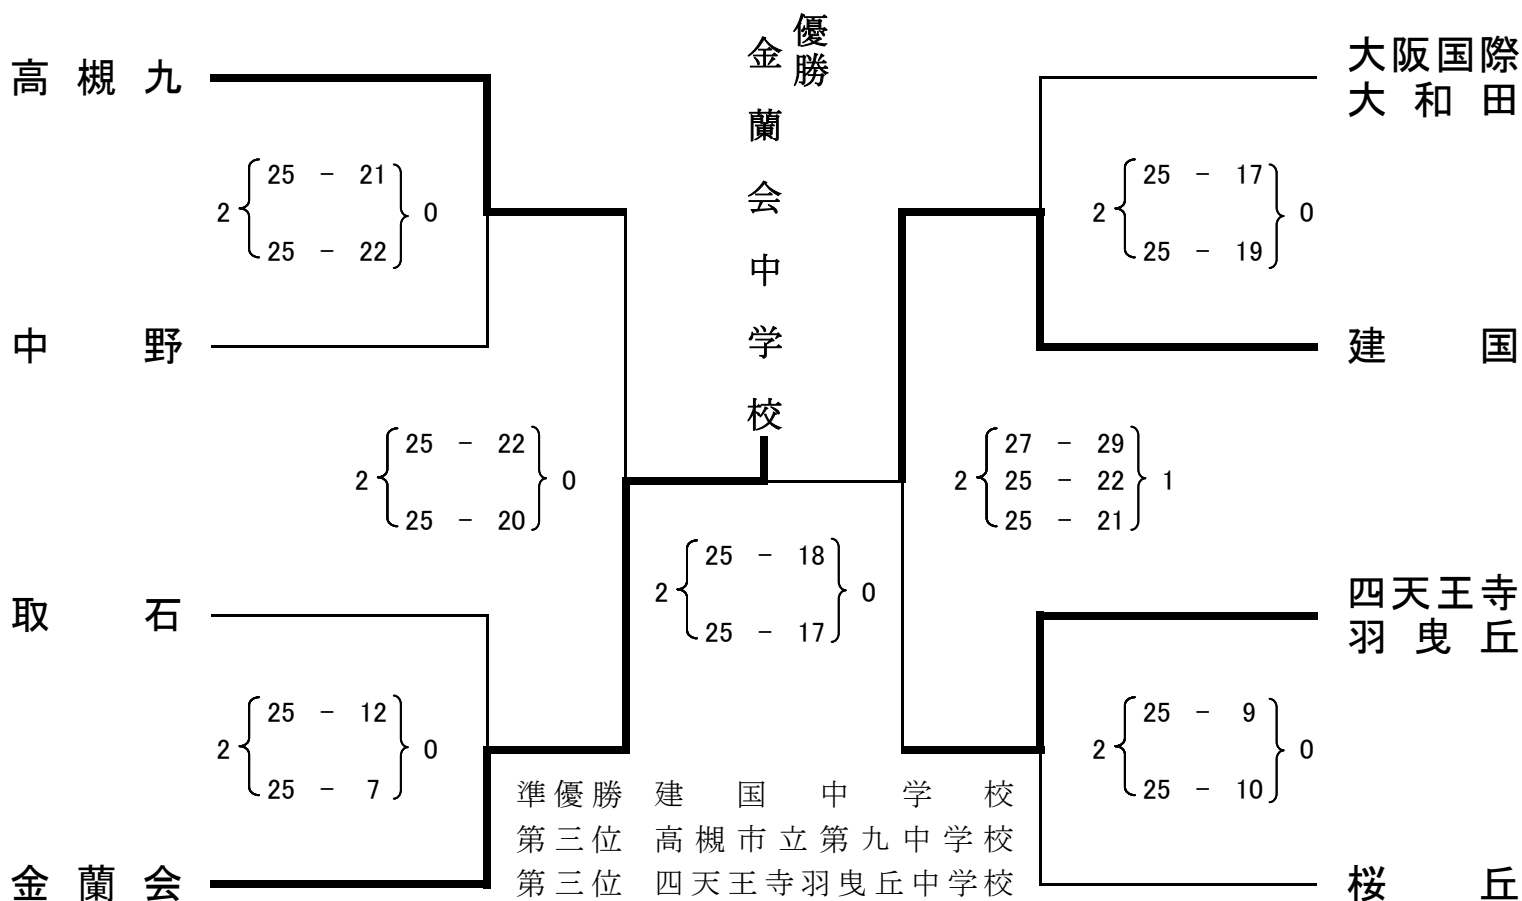 優勝
金蘭会中学校
高槻九
2 25 - 21 0
25 - 22
中野
2 25 - 22 0
25 - 20
取石
2 25 - 12 0
25 - 7
金蘭会
2 25 - 18 0
25 - 17
大阪国際
大和田
2 25 - 17 0
25 - 19
建国
27 - 29
2 25 - 22 1
25 - 21
四天王寺
羽曳丘
2 25 - 9 0
25 - 10
桜丘
準優勝 建国中学校
第三位 高槻市立第九中学校
第三位 四天王寺羽曳丘中学校